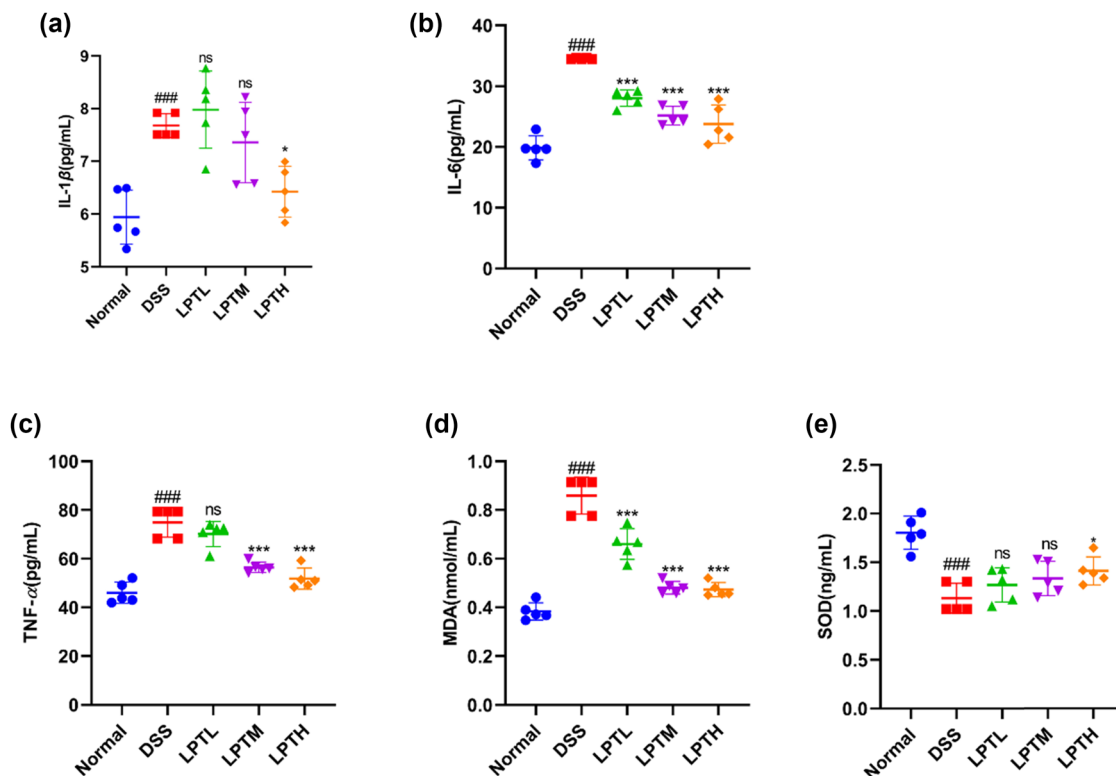 (a)
IL-1β(pg/mL)
9
8
7
6
5
###
ns
ns
*
Normal
DSS
LPTL
LPTM
LPTH
(b)
IL-6(pg/mL)
40
30
20
10
0
###
***
***
***
Normal
DSS
LPTL
LPTM
LPTH
(c)
TNF-α(pg/mL)
100
80
60
40
20
0
###
ns
***
***
Normal
DSS
LPTL
LPTM
LPTH
(d)
MDA(nmol/mL)
1.0
0.8
0.6
0.4
0.2
0.0
###
***
***
***
Normal
DSS
LPTL
LPTM
LPTH
(e)
SOD(ng/mL)
2.5
2.0
1.5
1.0
0.5
0.0
###
ns
ns
*
Normal
DSS
LPTL
LPTM
LPTH